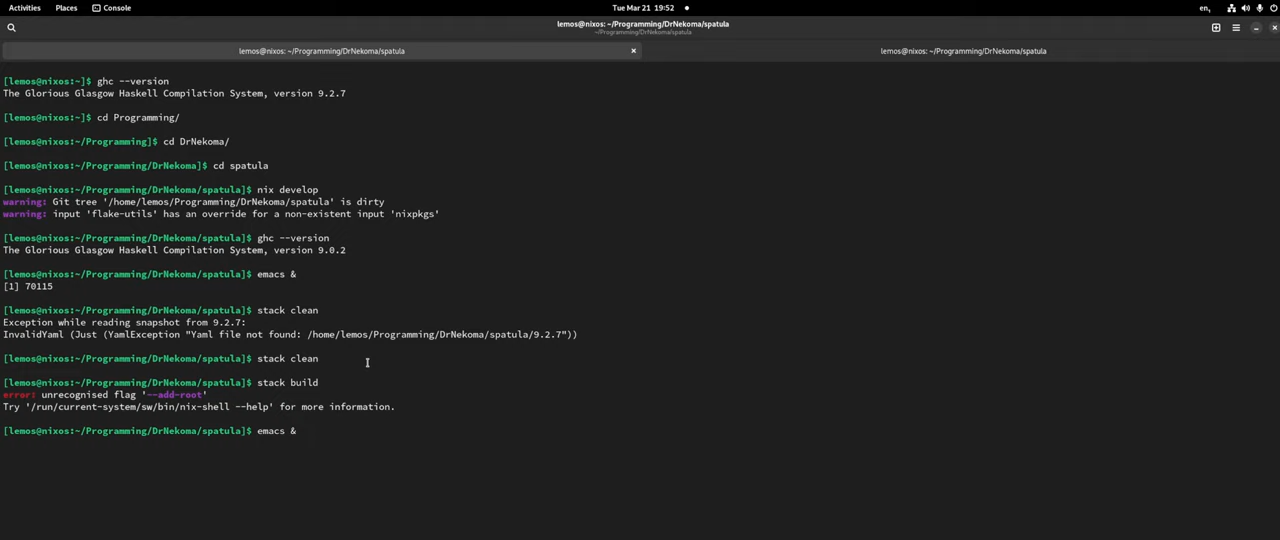 Activities Places Console Tue Mar 21 19:52 en,
lemos@nixos: ~/Programming/DrNekoma/spatula
~/Programming/DrNekoma/spatula
lemos@nixos: ~/Programming/DrNekoma/spatula lemos@nixos: ~/Programming/DrNekoma/spatula
[lemos@nixos:~]$ ghc --version
The Glorious Glasgow Haskell Compilation System, version 9.2.7
[lemos@nixos:~]$ cd Programming/
[lemos@nixos:~/Programming]$ cd DrNekoma/
[lemos@nixos:~/Programming/DrNekoma]$ cd spatula
[lemos@nixos:~/Programming/DrNekoma/spatula]$ nix develop
warning: Git tree '/home/lemos/Programming/DrNekoma/spatula' is dirty
warning: input 'flake-utils' has an override for a non-existent input 'nixpkgs'
[lemos@nixos:~/Programming/DrNekoma/spatula]$ ghc --version
The Glorious Glasgow Haskell Compilation System, version 9.0.2
[lemos@nixos:~/Programming/DrNekoma/spatula]$ emacs &
[1] 70115
[lemos@nixos:~/Programming/DrNekoma/spatula]$ stack clean
Exception while reading snapshot from 9.2.7:
InvalidYaml (Just (YamlException "Yaml file not found: /home/lemos/Programming/DrNekoma/spatula/9.2.7"))
[lemos@nixos:~/Programming/DrNekoma/spatula]$ stack clean
[lemos@nixos:~/Programming/DrNekoma/spatula]$ stack build
error: unrecognised flag '--add-root'
Try '/run/current-system/sw/bin/nix-shell --help' for more information.
[lemos@nixos:~/Programming/DrNekoma/spatula]$ emacs &